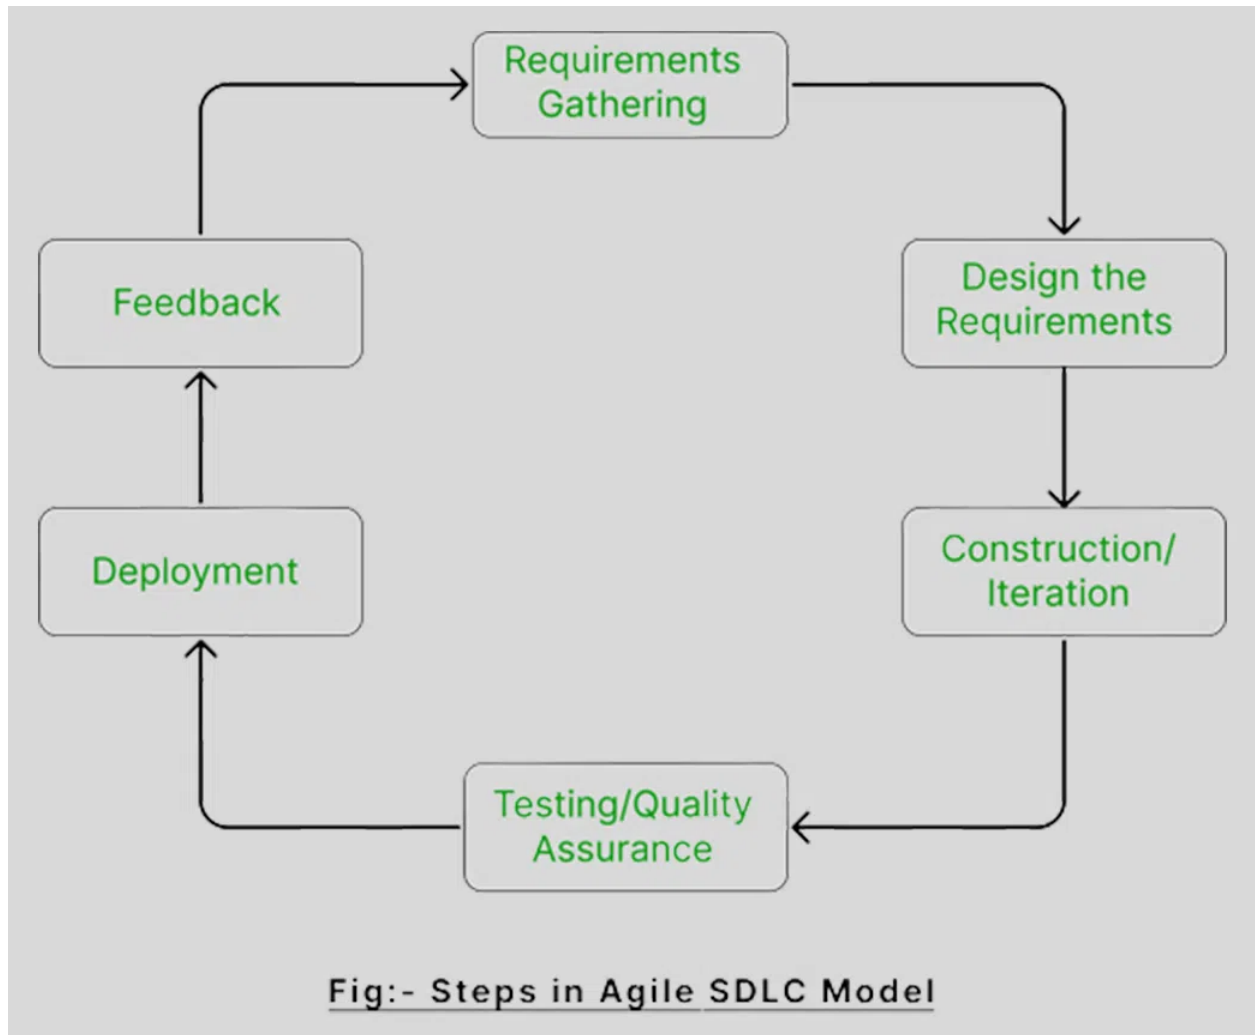 Requirements
Gathering
Design the
Requirements
Construction/
Iteration
Testing/Quality
Assurance
Deployment
Feedback
Fig:- Steps in Agile SDLC Model